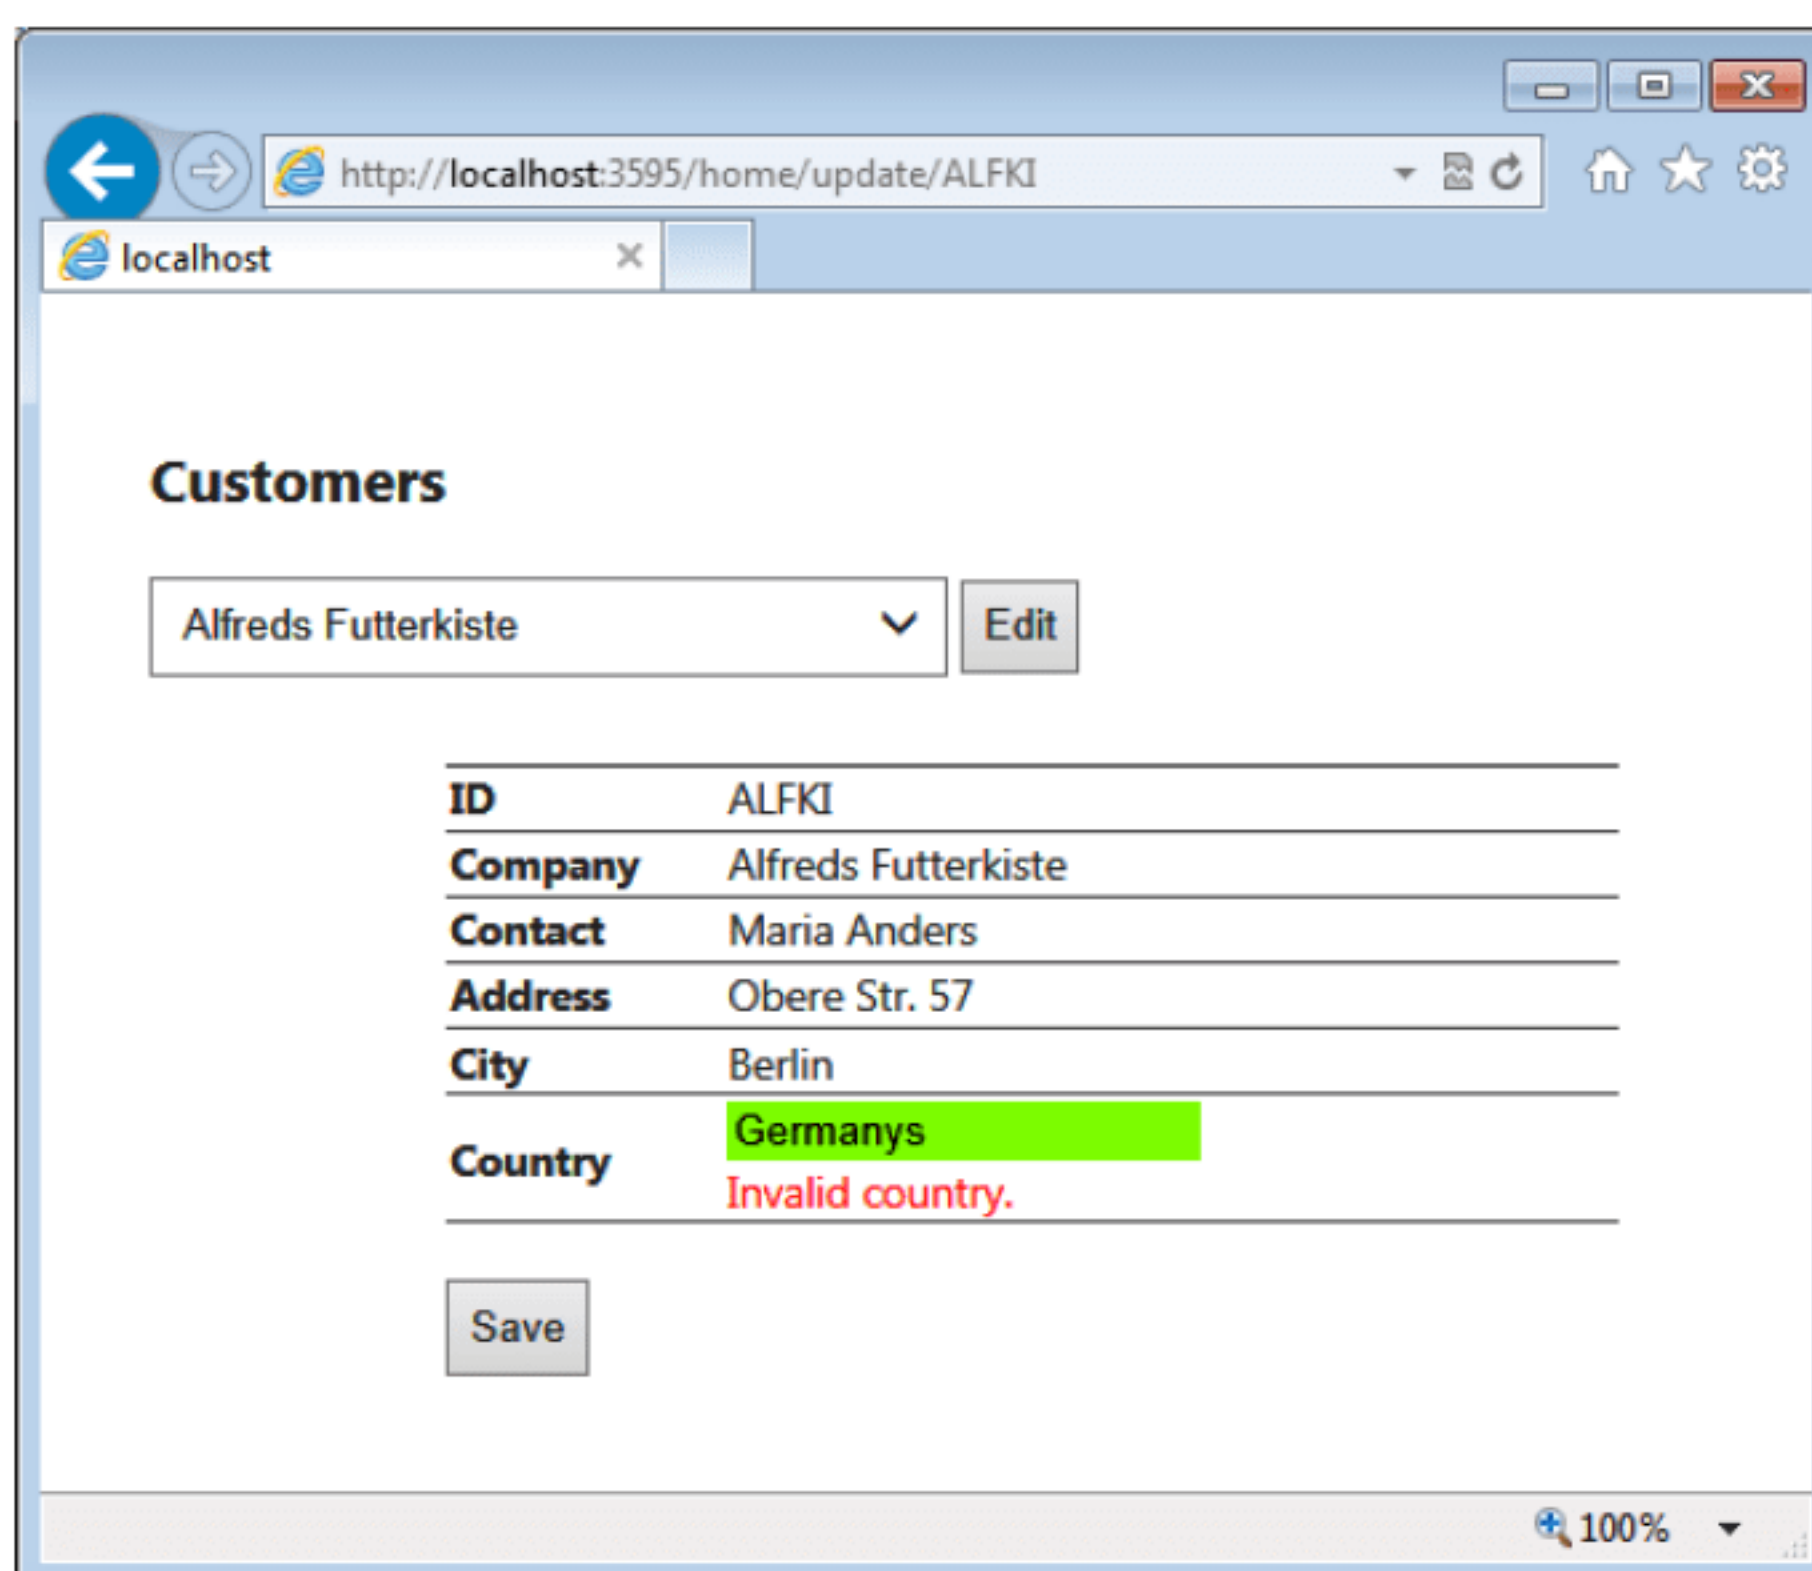 http://localhost:3595/home/update/ALFKI
localhost
Customers
Alfreds Futterkiste Edit
ID ALFKI
Company Alfreds Futterkiste
Contact Maria Anders
Address Obere Str. 57
City Berlin
Country Germanys
Invalid country.
Save
100%